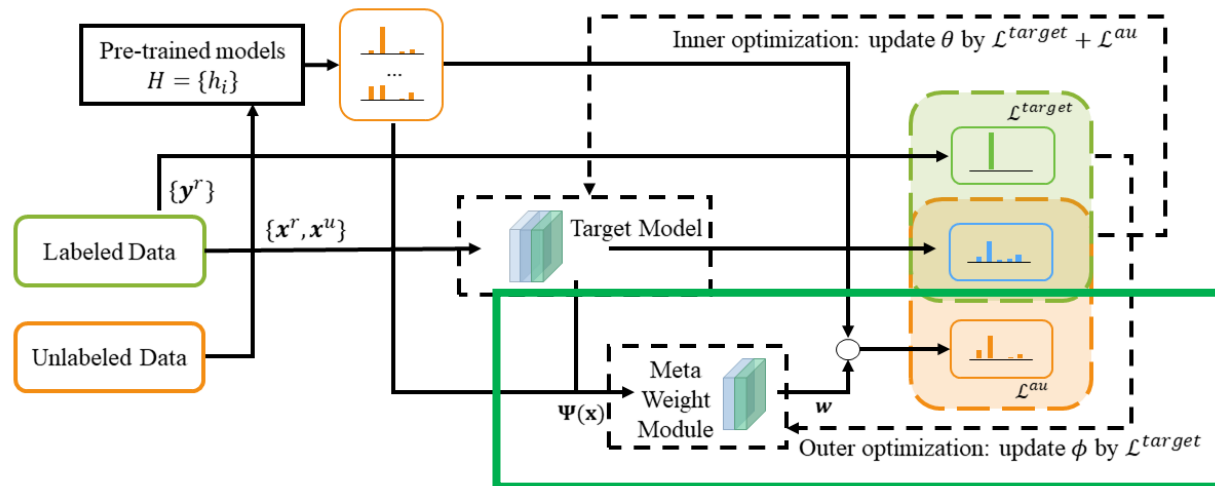 Pre-trained models
H = {hᵢ}
...
Inner optimization: update θ by ℒ^{target} + ℒ^{au}
ℒ^{target}
{𝒚^r}
{𝒙^r, 𝒙^u}
Labeled Data
Target Model
Unlabeled Data
Meta
Weight
Module
𝚿(𝐱)
𝒘
ℒ^{au}
Outer optimization: update ϕ by ℒ^{target}